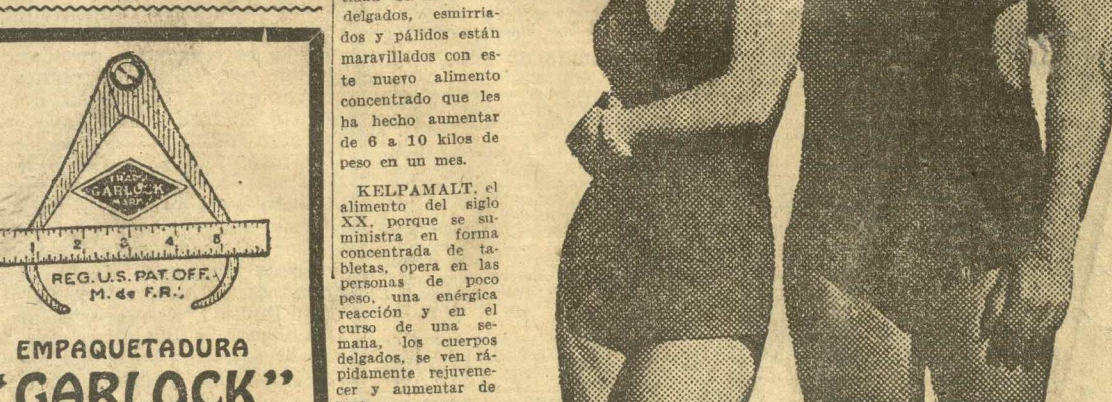 TRADE
GARLOCK
MARK
1 2 3 4 5
REG. U.S. PAT. OFF.
M. de F.R.
EMPAQUETADURA
"GARLOCK"
delgados, esmirria-
dos y pálidos están
maravillados con es-
te nuevo alimento
concentrado que les
ha hecho aumentar
de 6 a 10 kilos de
peso en un mes.
KELPAMALT, el
alimento del siglo
XX, porque se su-
ministra en forma
concentrada de ta-
bletas, opera en las
personas de poco
peso, una enérgica
reacción y en el
curso de una se-
mana, los cuerpos
delgados, se ven rá-
pidamente rejuvene-
cer y aumentar de